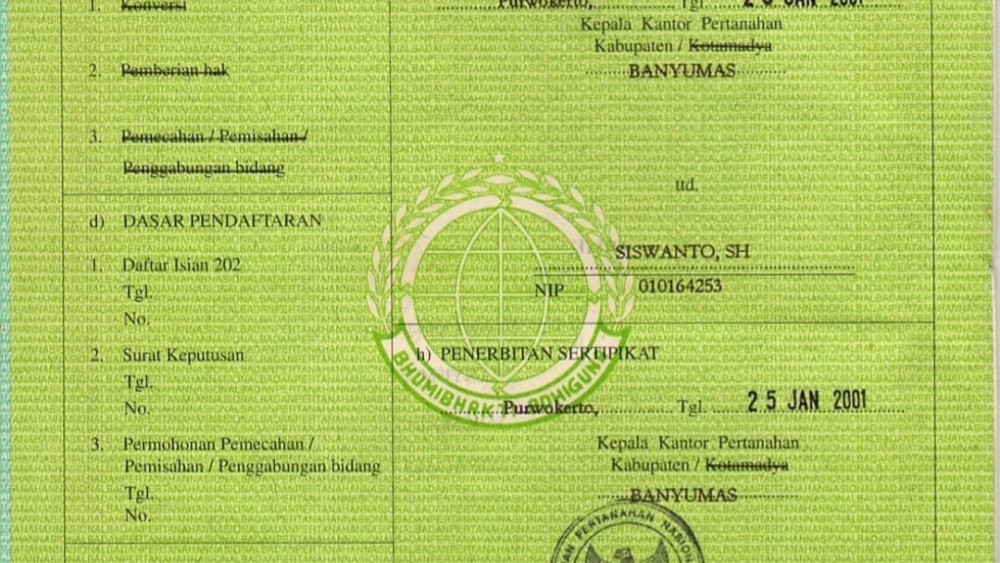 1. Konversi
2. Pemberian hak
3. Pemecahan / Pemisahan /
Penggabungan bidang
d) DASAR PENDAFTARAN
1. Daftar Isian 202
Tgl.
No.
2. Surat Keputusan
Tgl.
No.
3. Permohonan Pemecahan /
Pemisahan / Penggabungan bidang
Tgl.
No.
Purwokerto, Tgl. 25 JAN 2001
Kepala Kantor Pertanahan
Kabupaten / Kotamadya
BANYUMAS
ttd.
SISWANTO, SH
NIP 010164253
h) PENERBITAN SERTIPIKAT
Purwokerto, Tgl. 25 JAN 2001
Kepala Kantor Pertanahan
Kabupaten / Kotamadya
BANYUMAS
BHUMIBHAKTI ADHIGUNA
PERTANAHAN NASION